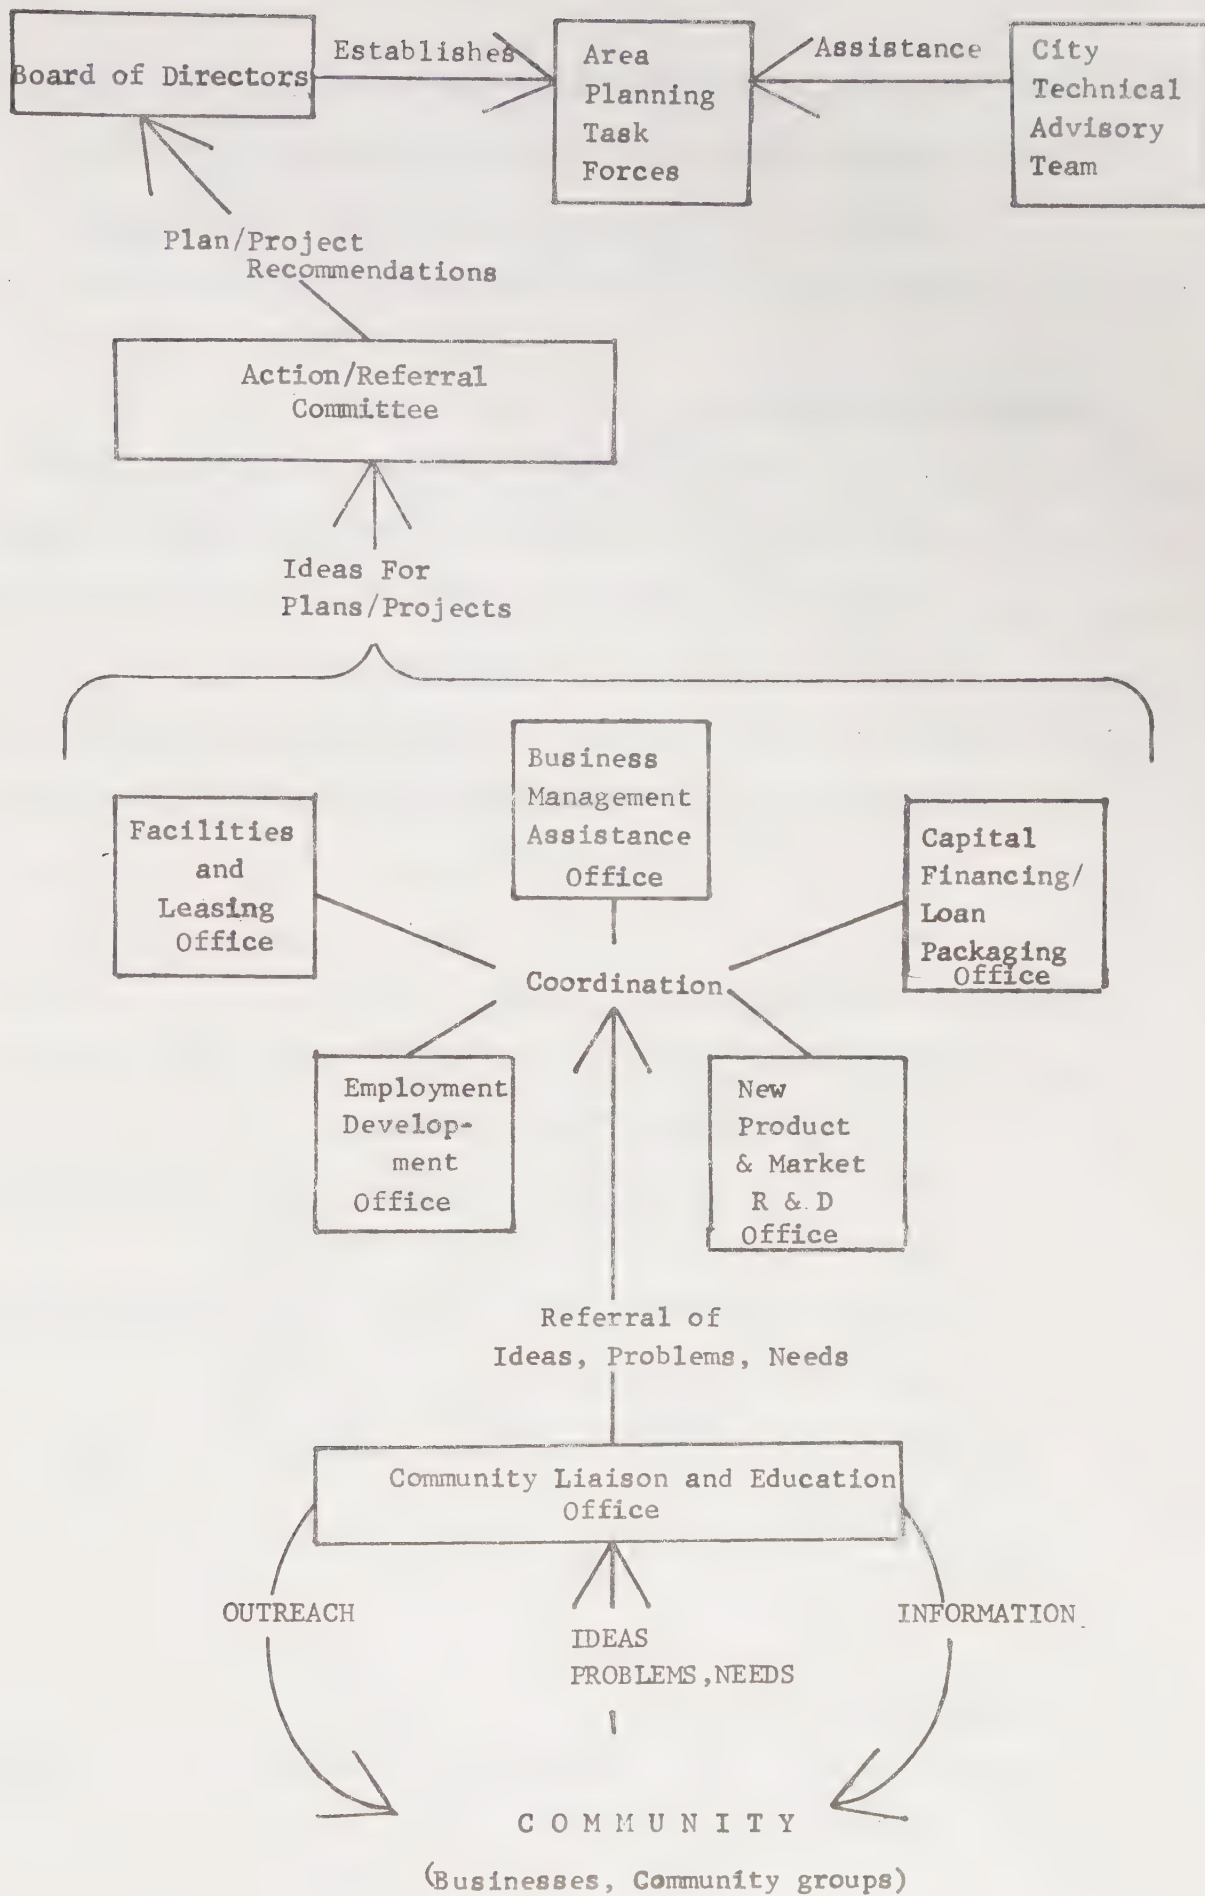 Board of Directors
Establishes
Area
Planning
Task
Forces
Assistance
City
Technical
Advisory
Team
Plan/Project
Recommendations
Action/Referral
Committee
Ideas For
Plans/Projects
Business
Management
Assistance
Office
Facilities
and
Leasing
Office
Capital
Financing/
Loan
Packaging
Office
Coordination
Employment
Develop-
ment
Office
New
Product
& Market
R & D
Office
Referral of
Ideas, Problems, Needs
Community Liaison and Education
Office
OUTREACH
IDEAS
PROBLEMS,NEEDS
INFORMATION
COMMUNITY
(Businesses, Community groups)